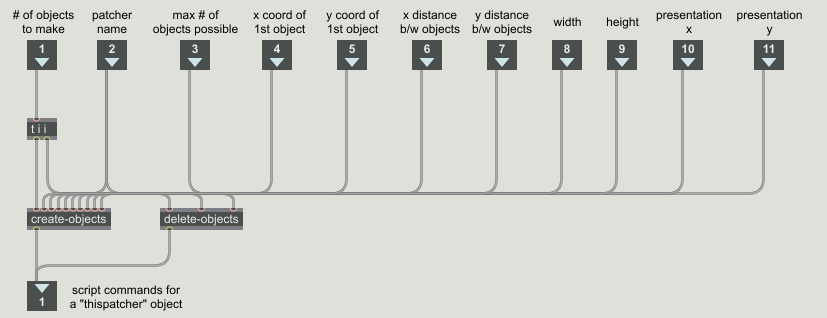 # of objects
to make
patcher
name
max # of
objects possible
x coord of
1st object
y coord of
1st object
x distance
b/w objects
y distance
b/w objects
width
height
presentation
x
presentation
y
1
2
3
4
5
6
7
8
9
10
11
t i i
create-objects
delete-objects
1
script commands for
a "thispatcher" object